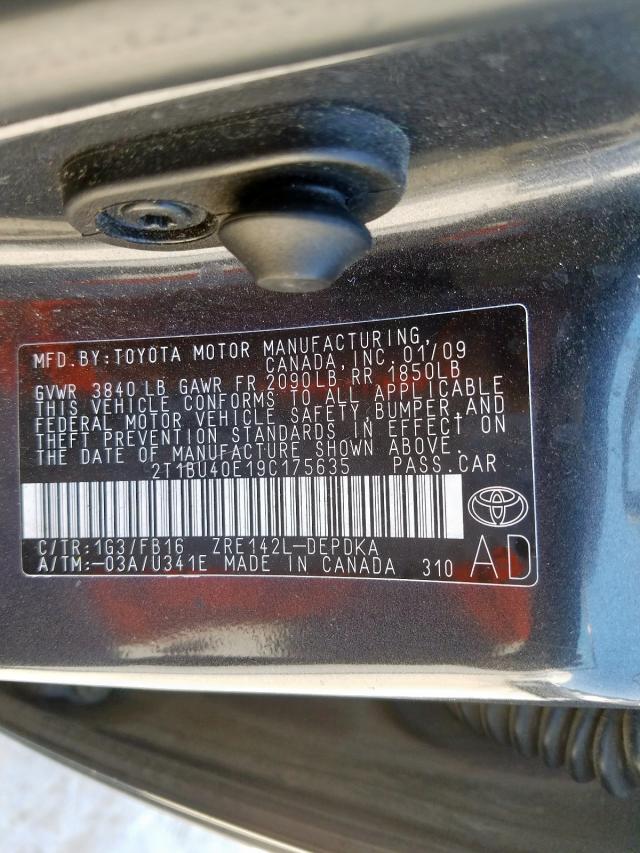 MFD. BY: TOYOTA MOTOR MANUFACTURING,
CANADA, INC. 01/09
GVWR 3840 LB GAWR FR 2090LB RR 1850LB
THIS VEHICLE CONFORMS TO ALL APPLICABLE
FEDERAL MOTOR VEHICLE SAFETY, BUMPER, AND
THEFT PREVENTION STANDARDS IN EFFECT ON
THE DATE OF MANUFACTURE SHOWN ABOVE.
2T1BU40E19C175635 PASS. CAR
C/TR: 1G3/FB16 ZRE142L-DEPDKA
A/TM: -03A/U341E MADE IN CANADA 310
AD